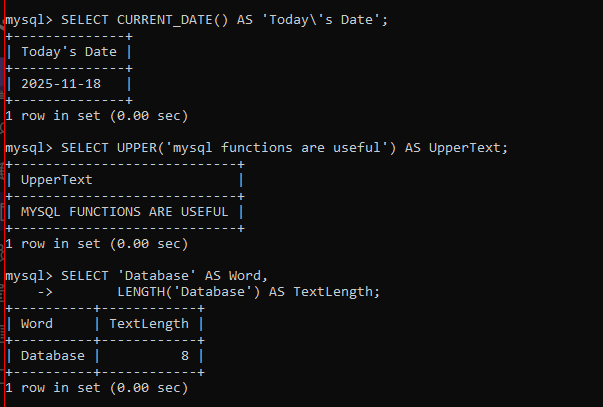 mysql> SELECT CURRENT_DATE() AS 'Today\'s Date';
+--------------+
| Today's Date |
+--------------+
| 2025-11-18   |
+--------------+
1 row in set (0.00 sec)

mysql> SELECT UPPER('mysql functions are useful') AS UpperText;
+----------------------------+
| UpperText                  |
+----------------------------+
| MYSQL FUNCTIONS ARE USEFUL |
+----------------------------+
1 row in set (0.00 sec)

mysql> SELECT 'Database' AS Word,
    ->        LENGTH('Database') AS TextLength;
+----------+------------+
| Word     | TextLength |
+----------+------------+
| Database |          8 |
+----------+------------+
1 row in set (0.00 sec)